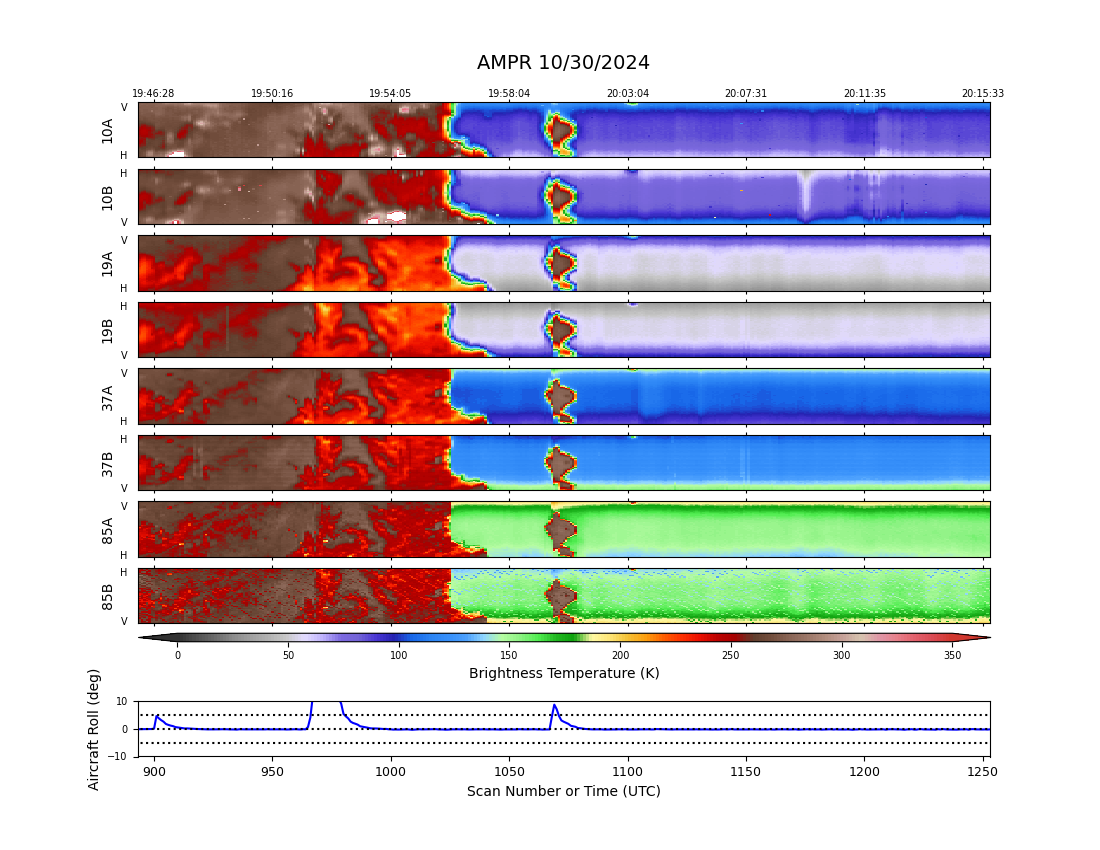 AMPR 10/30/2024
19:46:28 19:50:16 19:54:05 19:58:04 20:03:04 20:07:31 20:11:35 20:15:33
V
10A
H
H
10B
V
V
19A
H
H
19B
V
V
37A
H
H
37B
V
V
85A
H
H
85B
V
0 50 100 150 200 250 300 350
Brightness Temperature (K)
Aircraft Roll (deg)
10
0
−10
900 950 1000 1050 1100 1150 1200 1250
Scan Number or Time (UTC)